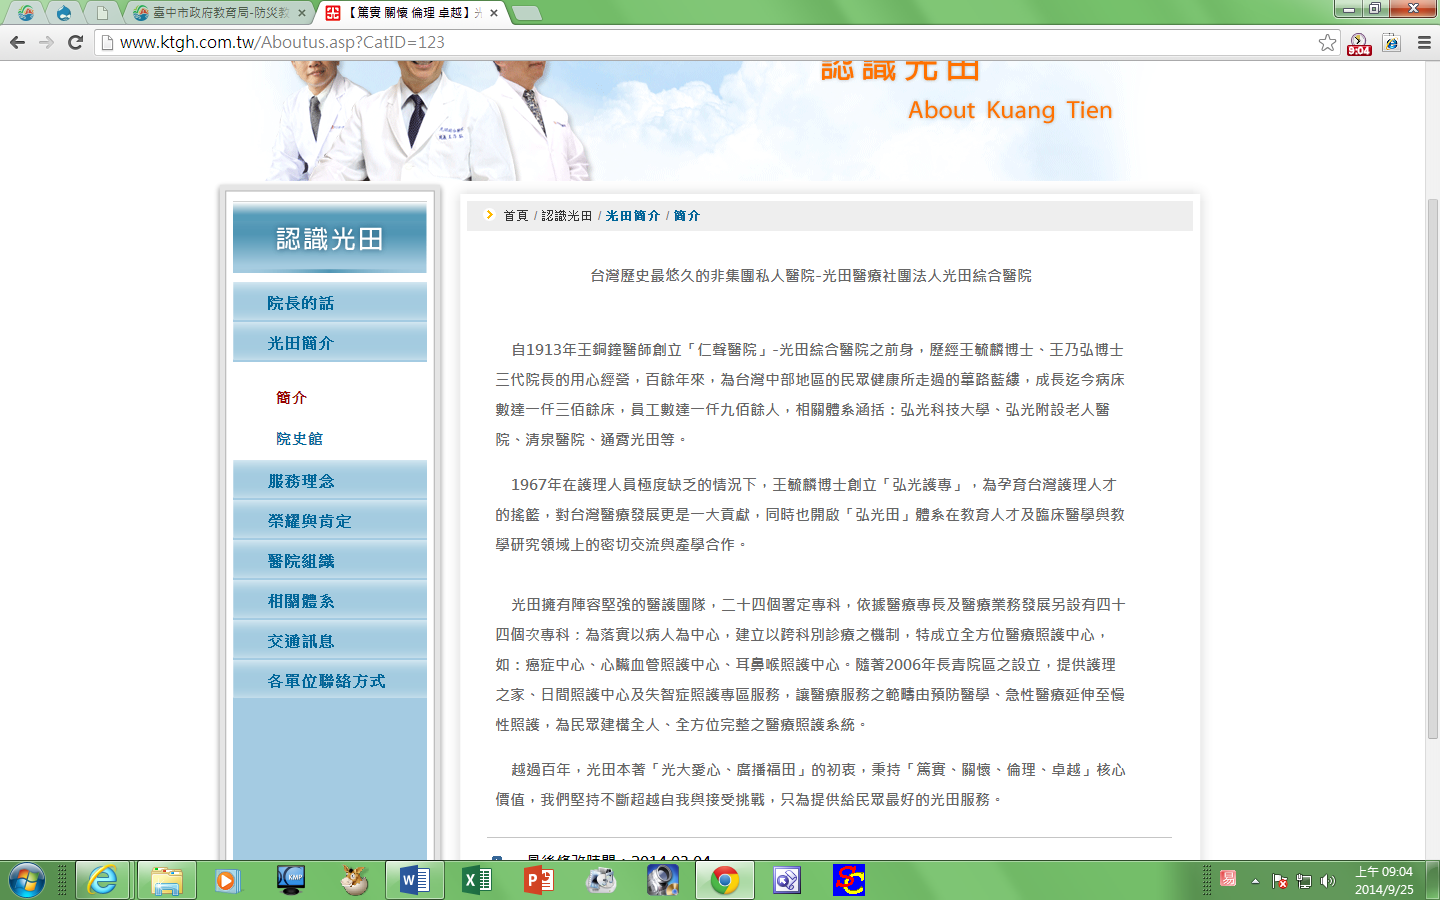 臺中市政府教育局-防災教
【篤實 關懷 倫理 卓越】光
www.ktgh.com.tw/Aboutus.asp?CatID=123
9:04
認識光田
About Kuang Tien
認識光田
院長的話
光田簡介
簡介
院史館
服務理念
榮耀與肯定
醫院組織
相關體系
交通訊息
各單位聯絡方式
首頁 / 認識光田 / 光田簡介 / 簡介
台灣歷史最悠久的非集團私人醫院-光田醫療社團法人光田綜合醫院
自1913年王銅鐘醫師創立「仁聲醫院」-光田綜合醫院之前身，歷經王毓麟博士、王乃弘博士
三代院長的用心經營，百餘年來，為台灣中部地區的民眾健康所走過的蓽路藍縷，成長迄今病床
數達一仟三佰餘床，員工數達一仟九佰餘人，相關體系涵括：弘光科技大學、弘光附設老人醫
院、清泉醫院、通霄光田等。
1967年在護理人員極度缺乏的情況下，王毓麟博士創立「弘光護專」，為孕育台灣護理人才
的搖籃，對台灣醫療發展更是一大貢獻，同時也開啟「弘光田」體系在教育人才及臨床醫學與教
學研究領域上的密切交流與產學合作。
光田擁有陣容堅強的醫護團隊，二十四個署定專科，依據醫療專長及醫療業務發展另設有四十
四個次專科；為落實以病人為中心，建立以跨科別診療之機制，特成立全方位醫療照護中心，
如：癌症中心、心臟血管照護中心、耳鼻喉照護中心。隨著2006年長青院區之設立，提供護理
之家、日間照護中心及失智症照護專區服務，讓醫療服務之範疇由預防醫學、急性醫療延伸至慢
性照護，為民眾建構全人、全方位完整之醫療照護系統。
越過百年，光田本著「光大愛心、廣播福田」的初衷，秉持「篤實、關懷、倫理、卓越」核心
價值，我們堅持不斷超越自我與接受挑戰，只為提供給民眾最好的光田服務。
最後修改時間：2014-03-04
KMP
易
上午 09:04
2014/9/25